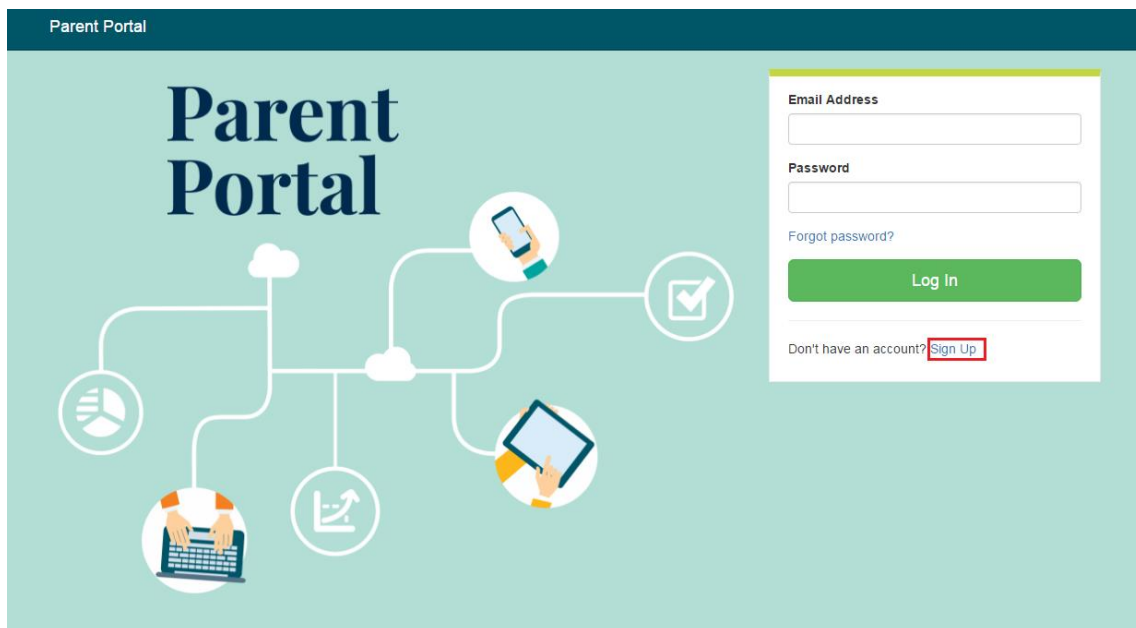 Parent Portal
Parent
Portal
Email Address
Password
Forgot password?
Log In
Don't have an account? Sign Up